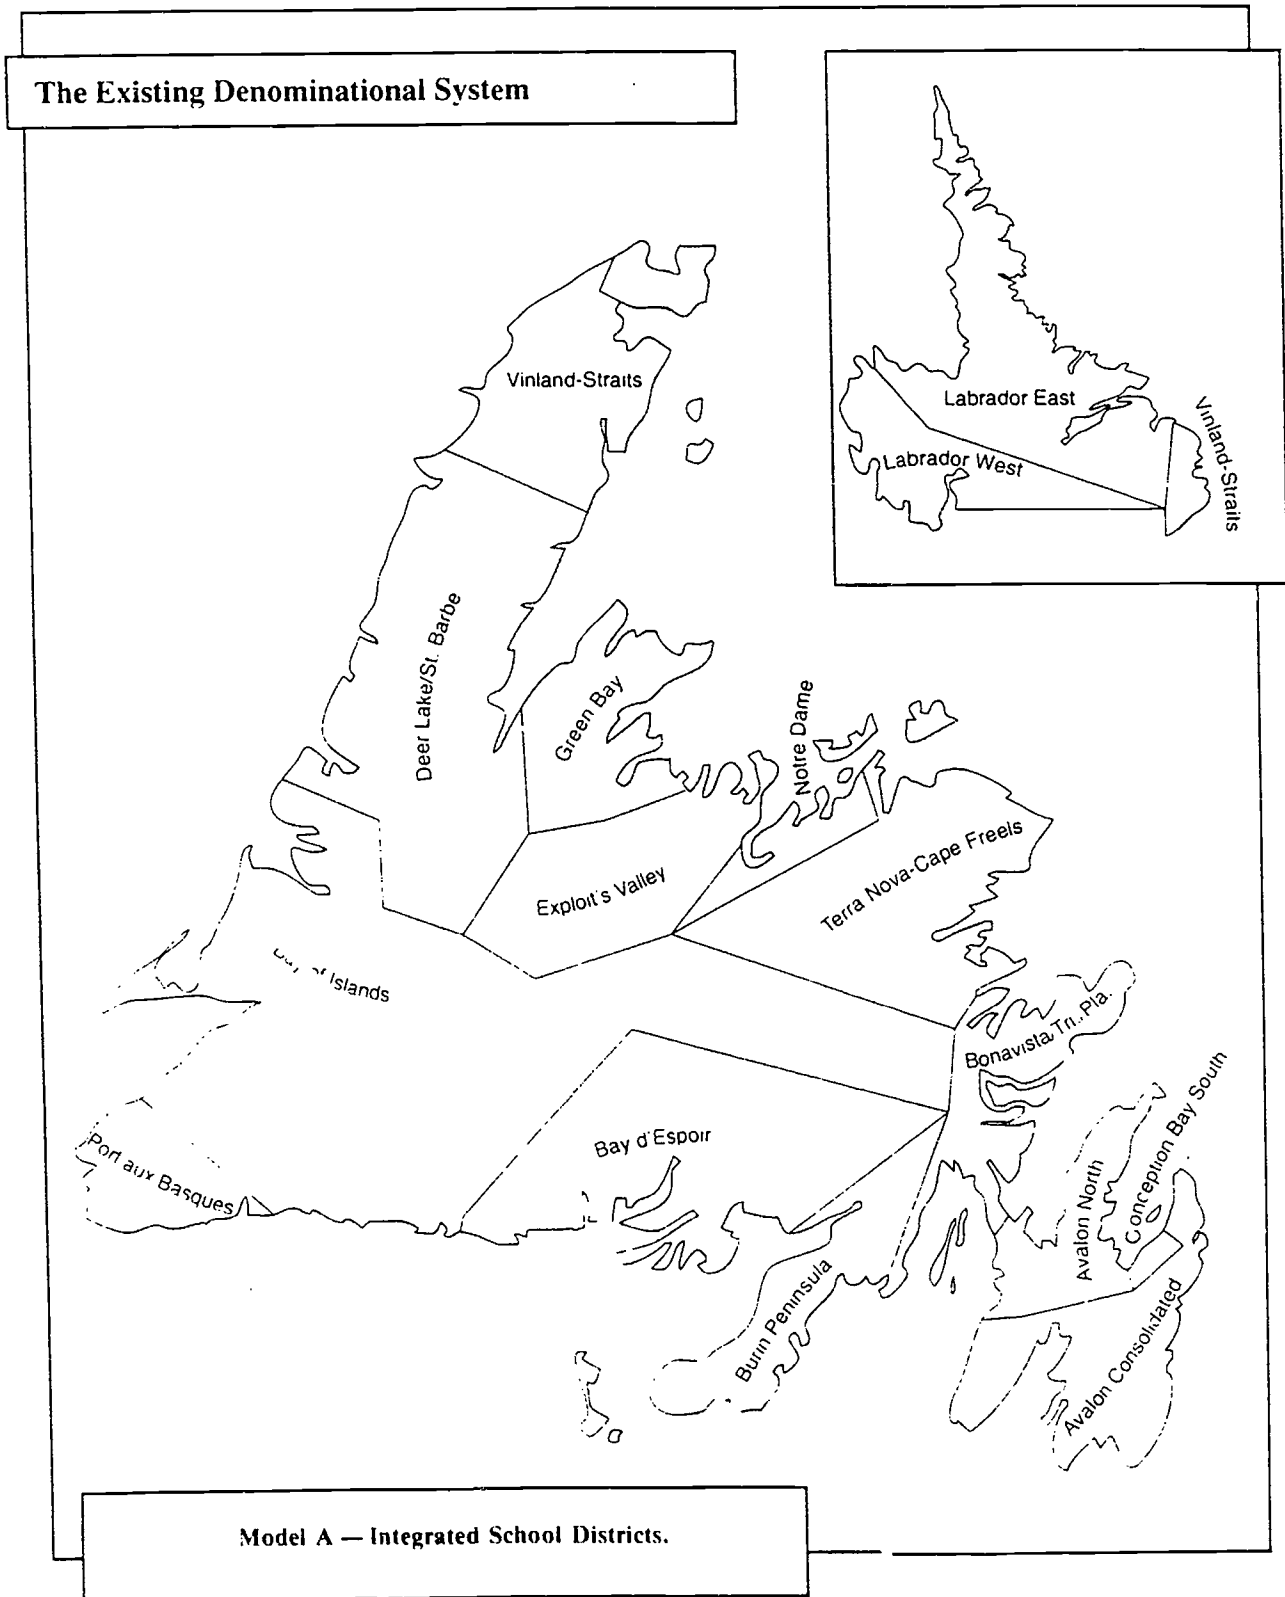 The Existing Denominational System
Vinland-Straits
Labrador East
Labrador West
Vinland-Straits
Deer Lake/St. Barbe
Green Bay
Notre Dame
Terra Nova-Cape Freels
Exploit's Valley
of Islands
Bonavista Tri. Pla.
Bay d'Espoir
Port aux Basques
Avalon North
Conception Bay South
Burin Peninsula
Avalon Consolidated
Model A — Integrated School Districts.